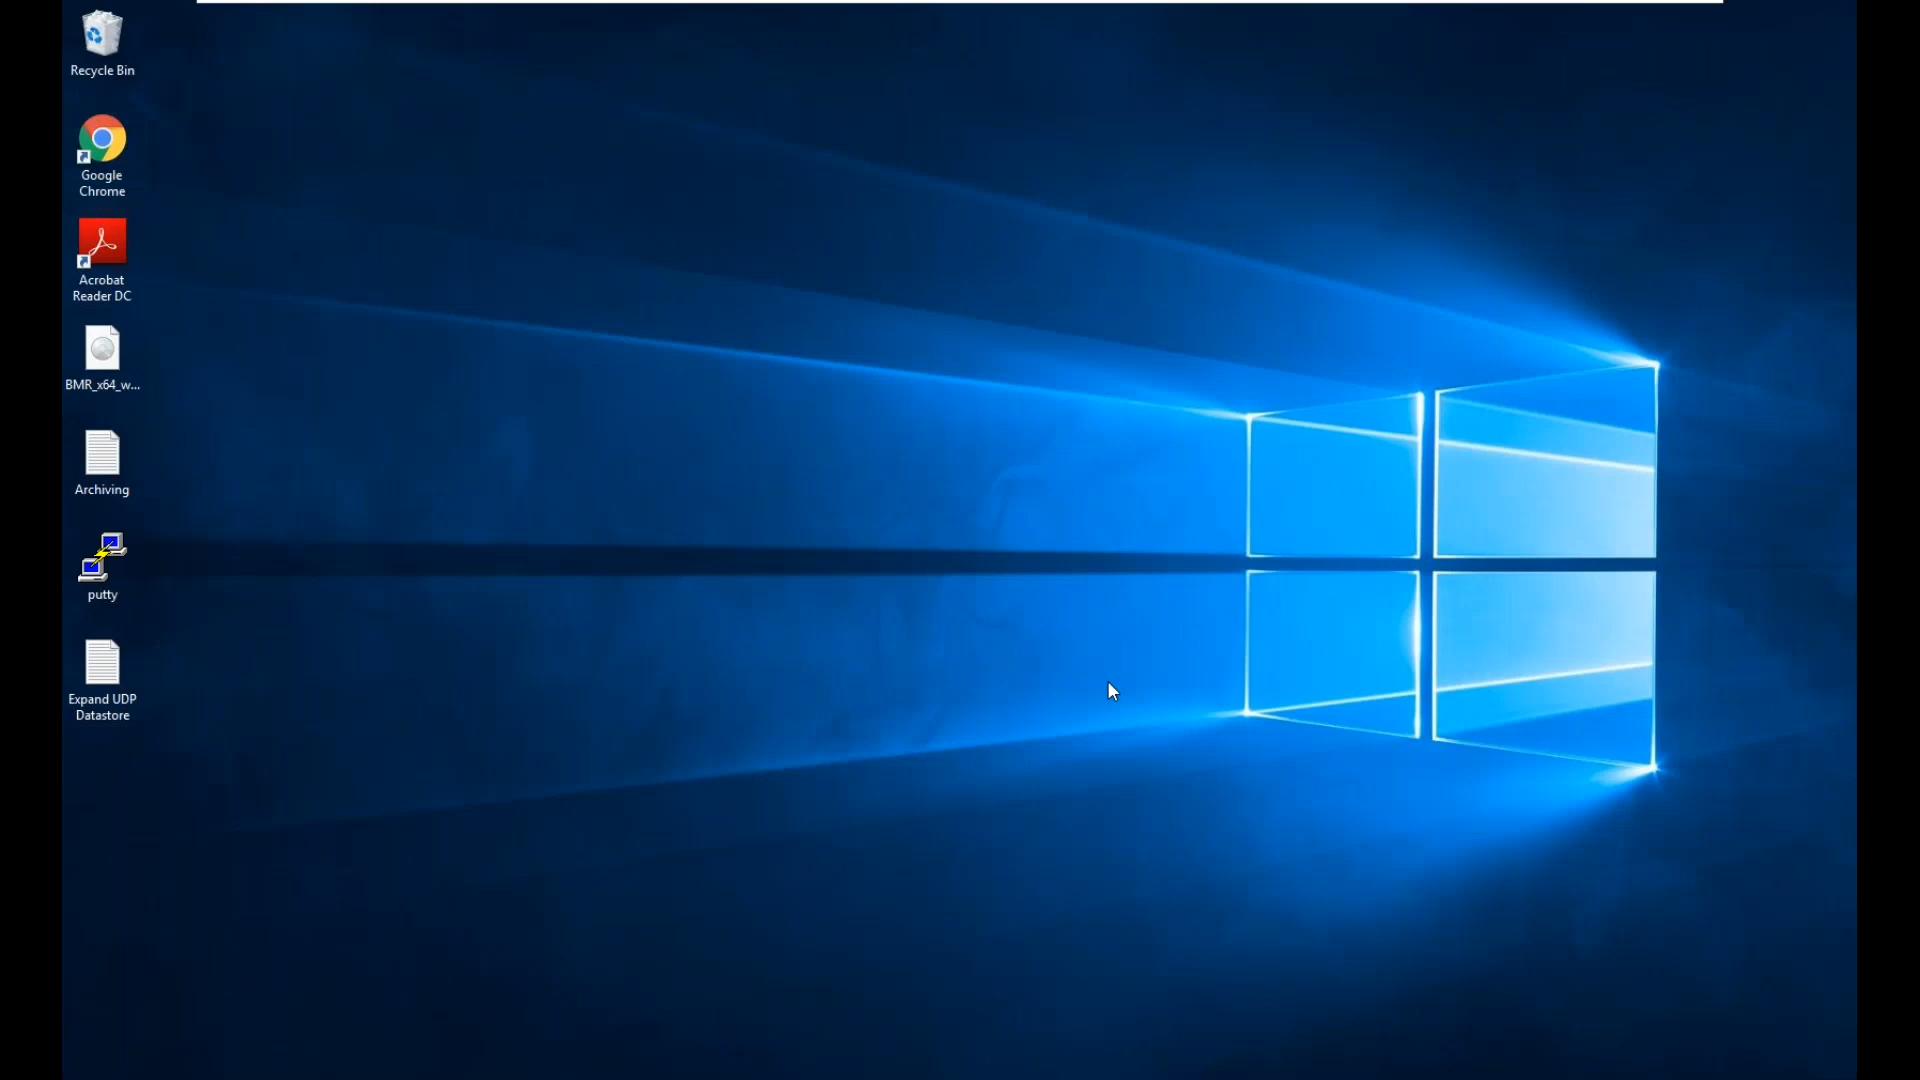 Recycle Bin
Google
Chrome
Acrobat
Reader DC
BMR_x64_w...
Archiving
putty
Expand UDP
Datastore